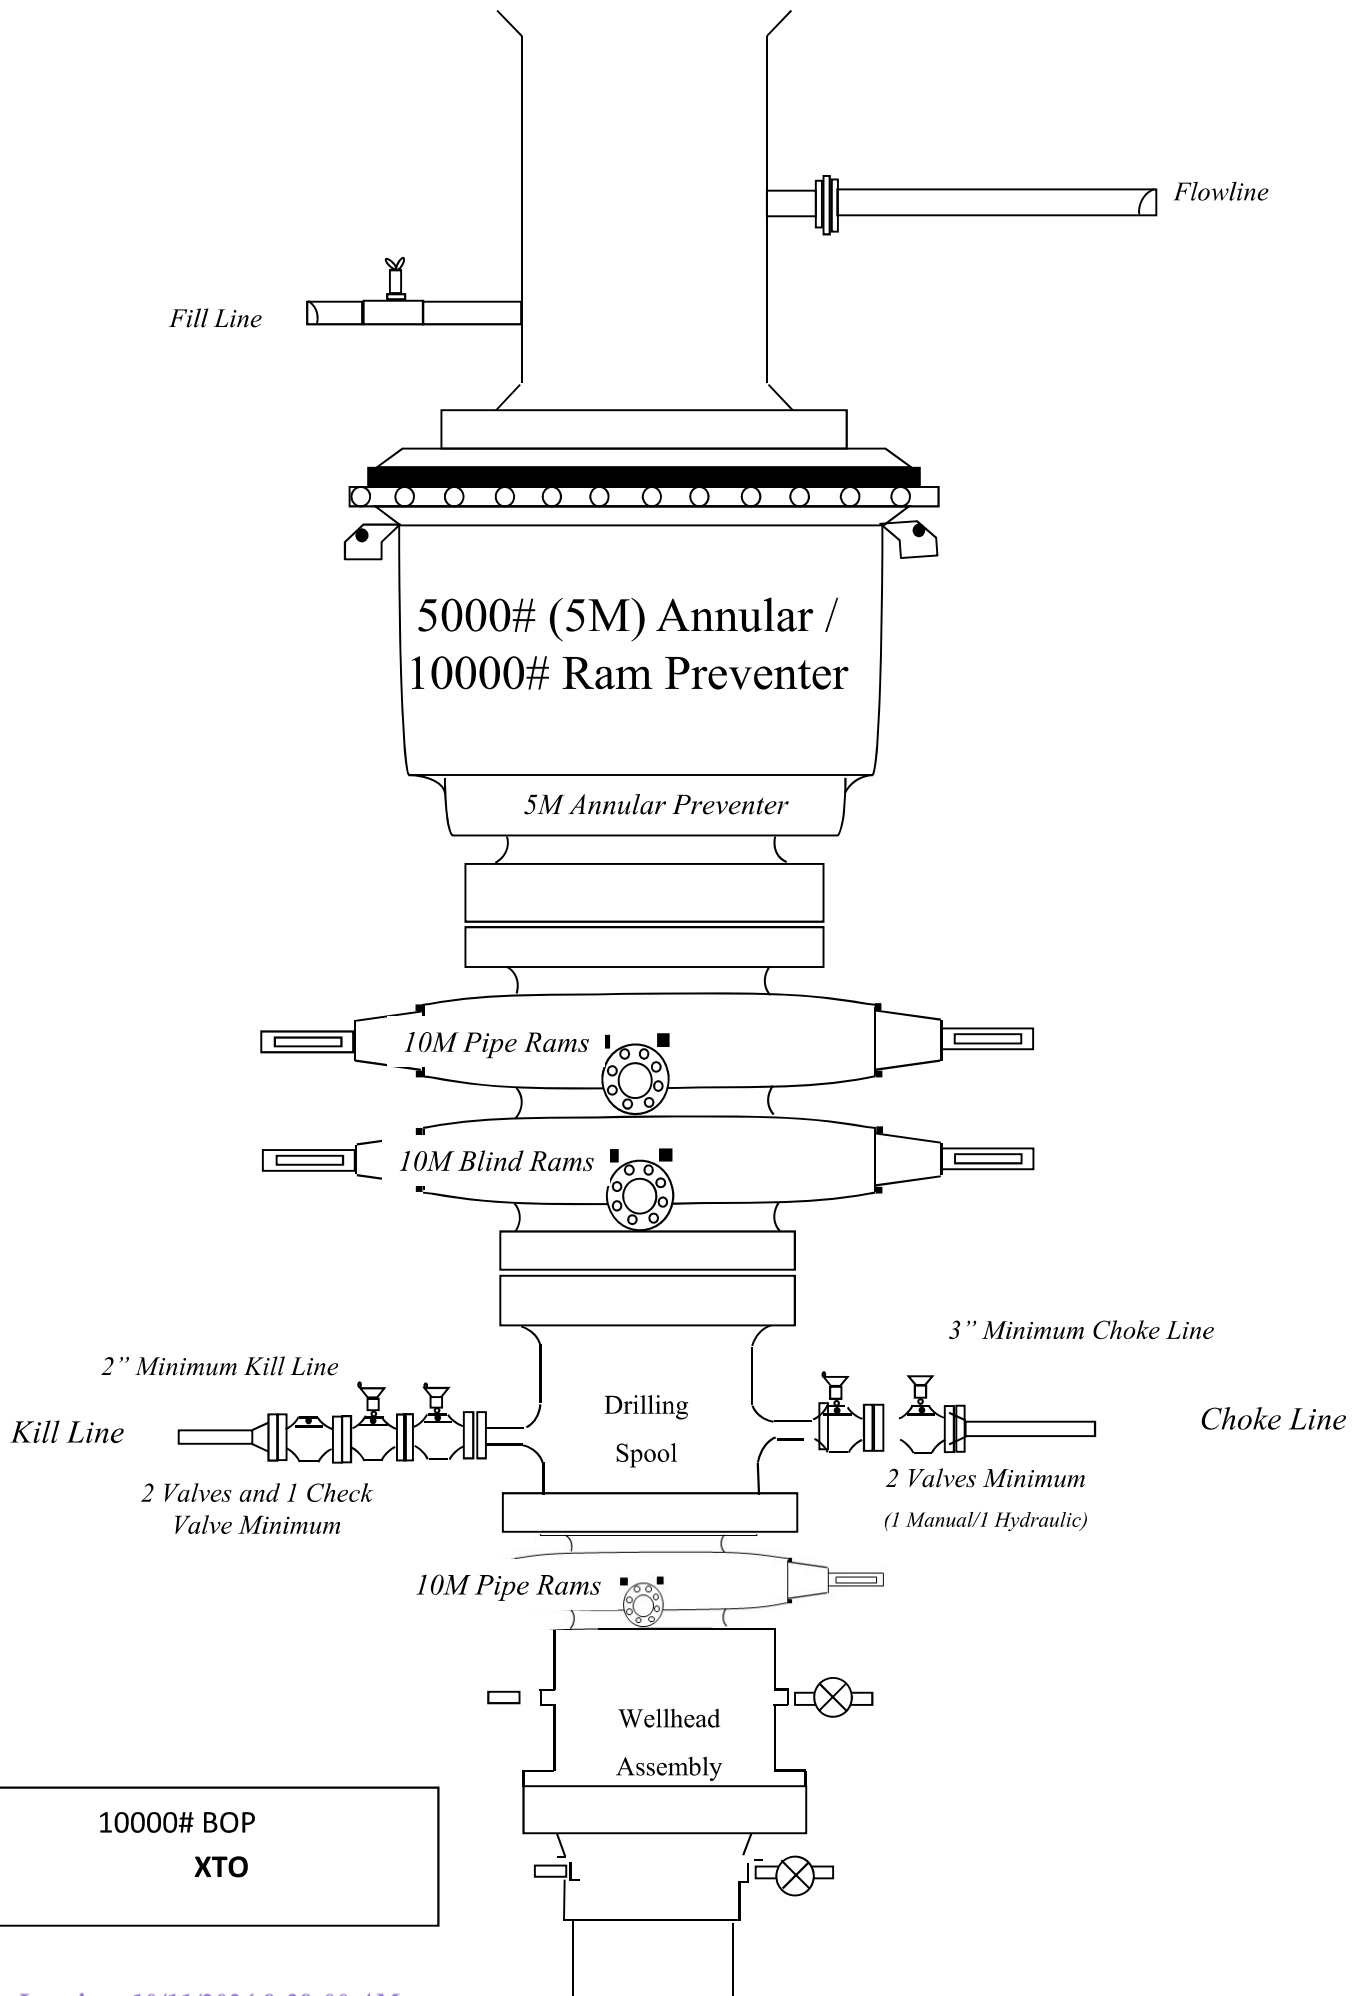 Flowline
Fill Line
5000# (5M) Annular /
10000# Ram Preventer
5M Annular Preventer
10M Pipe Rams
10M Blind Rams
3” Minimum Choke Line
2” Minimum Kill Line
Drilling
Spool
Kill Line
Choke Line
2 Valves and 1 Check
Valve Minimum
2 Valves Minimum
(1 Manual/1 Hydraulic)
10M Pipe Rams
Wellhead
Assembly
10000# BOP
XTO